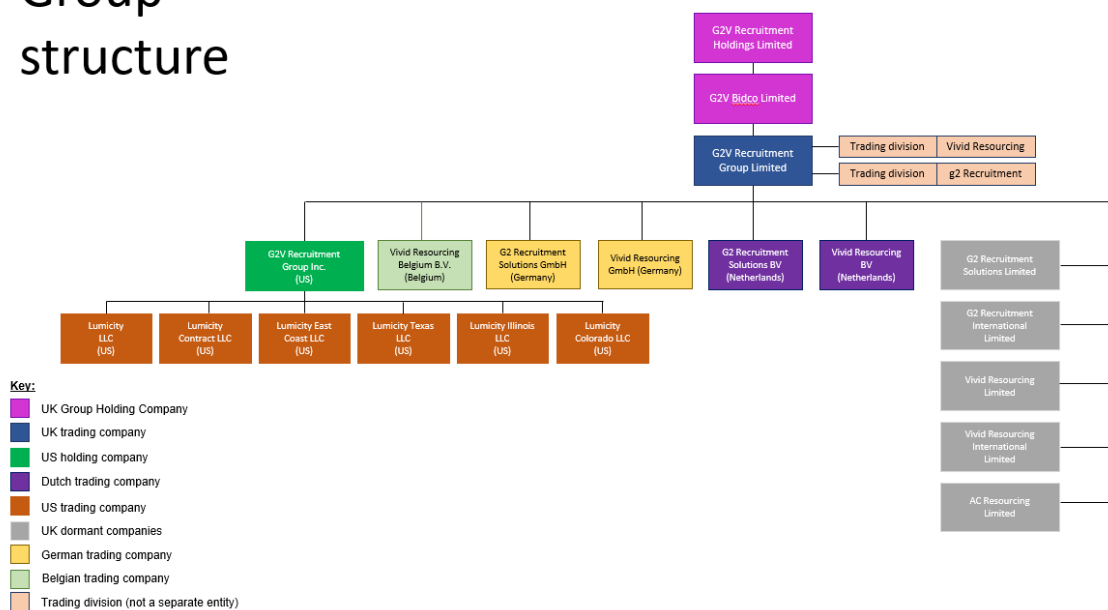 Group
structure
G2V Recruitment
Holdings Limited
G2V Bidco Limited
G2V Recruitment
Group Limited
Trading division
Vivid Resourcing
Trading division
g2 Recruitment
G2V Recruitment
Group Inc.
(US)
Vivid Resourcing
Belgium B.V.
(Belgium)
G2 Recruitment
Solutions GmbH
(Germany)
Vivid Resourcing
GmbH (Germany)
G2 Recruitment
Solutions BV
(Netherlands)
Vivid Resourcing
BV
(Netherlands)
G2 Recruitment
Solutions Limited
Lumicity
LLC
(US)
Lumicity
Contract LLC
(US)
Lumicity East
Coast LLC
(US)
Lumicity Texas
LLC
(US)
Lumicity Illinois
LLC
(US)
Lumicity
Colorado LLC
(US)
G2 Recruitment
International
Limited
Vivid Resourcing
Limited
Vivid Resourcing
International
Limited
AC Resourcing
Limited
Key:
UK Group Holding Company
UK trading company
US holding company
Dutch trading company
US trading company
UK dormant companies
German trading company
Belgian trading company
Trading division (not a separate entity)